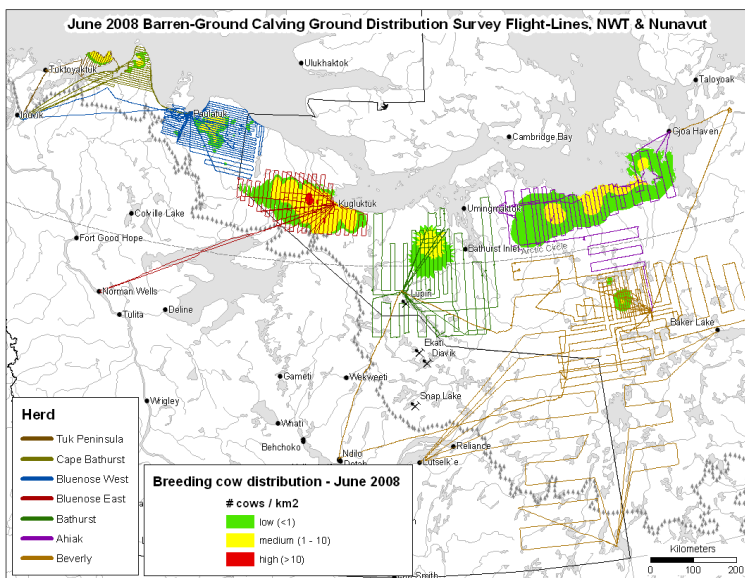 June 2008 Barren-Ground Calving Ground Distribution Survey Flight-Lines, NWT & Nunavut
Tuktoyaktuk
Ulukhaktok
Taloyoak
Inuvik
Paulatuk
Cambridge Bay
Gjoa Haven
Kugluktuk
Colville Lake
Umingmaktok
Fort Good Hope
Bathurst Inlet
Arctic Circle
Norman Wells
Lupin
Tulita
Deline
Baker Lake
Ekati
Diavik
Gameti
Wekweeti
Snap Lake
Wrigley
Whati
Behchoko
Reliance
Ndilo
Lutselk'e
Herd
Tuk Peninsula
Cape Bathurst
Bluenose West
Bluenose East
Bathurst
Ahiak
Beverly
Breeding cow distribution - June 2008
# cows / km2
low (<1)
medium (1 - 10)
high (>10)
Kilometers
0 50 100 200